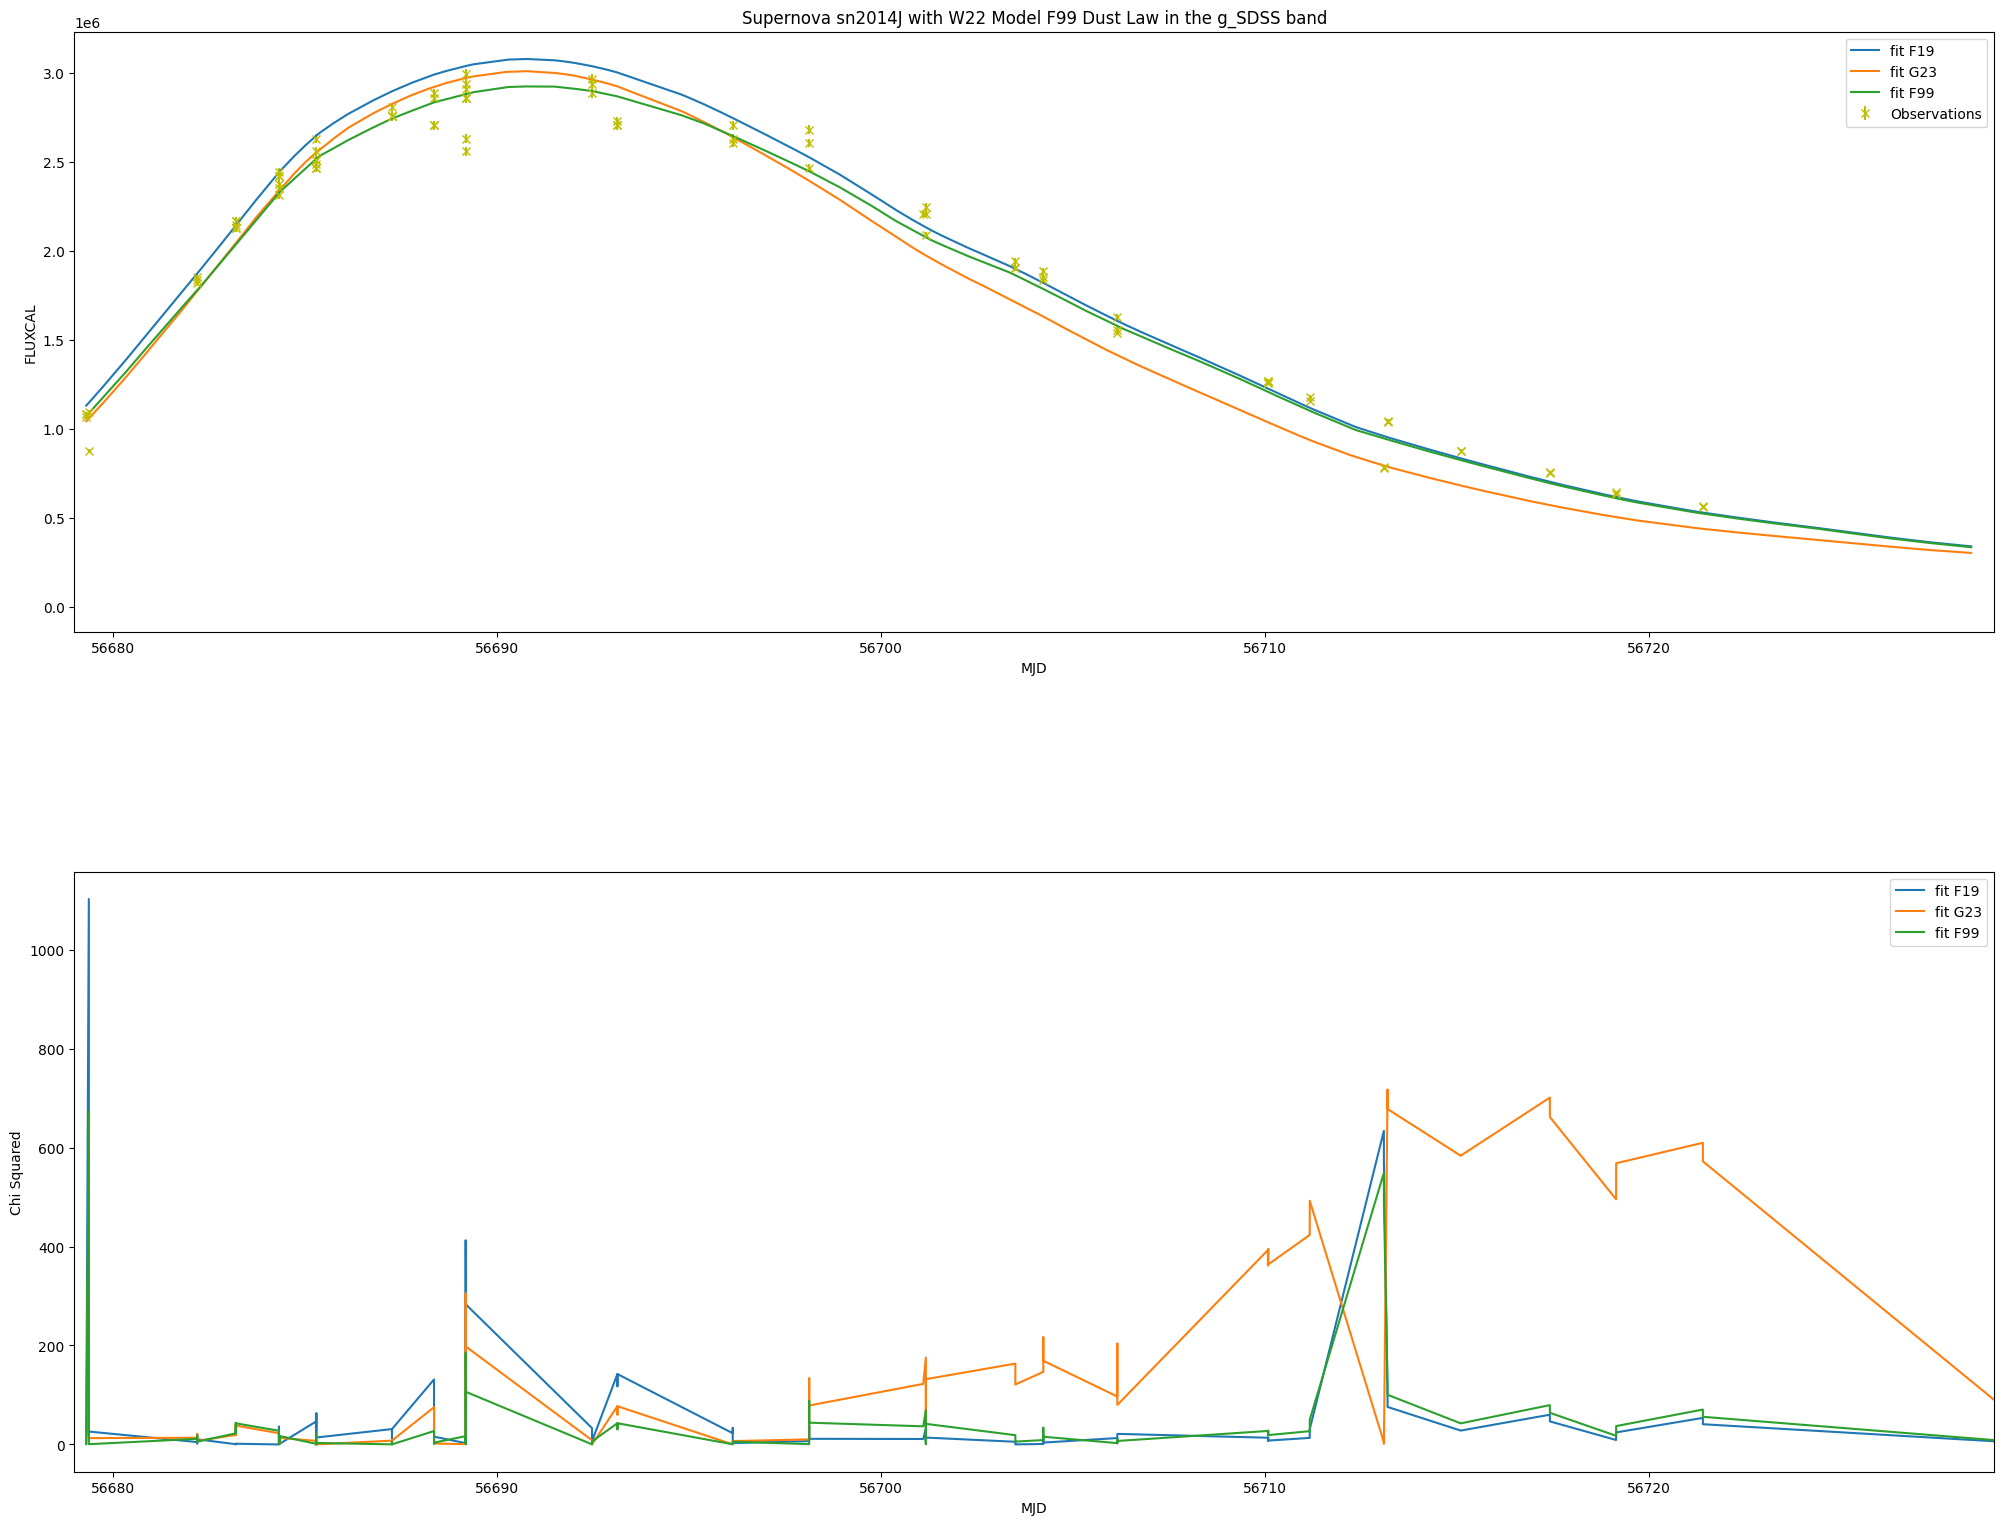 Supernova sn2014J with W22 Model F99 Dust Law in the g_SDSS band
1e6
fit F19
fit G23
fit F99
Observations
3.0
2.5
2.0
1.5
1.0
0.5
0.0
FLUXCAL
56680 56690 56700 56710 56720
MJD
fit F19
fit G23
fit F99
1000
800
600
400
200
0
Chi Squared
56680 56690 56700 56710 56720
MJD